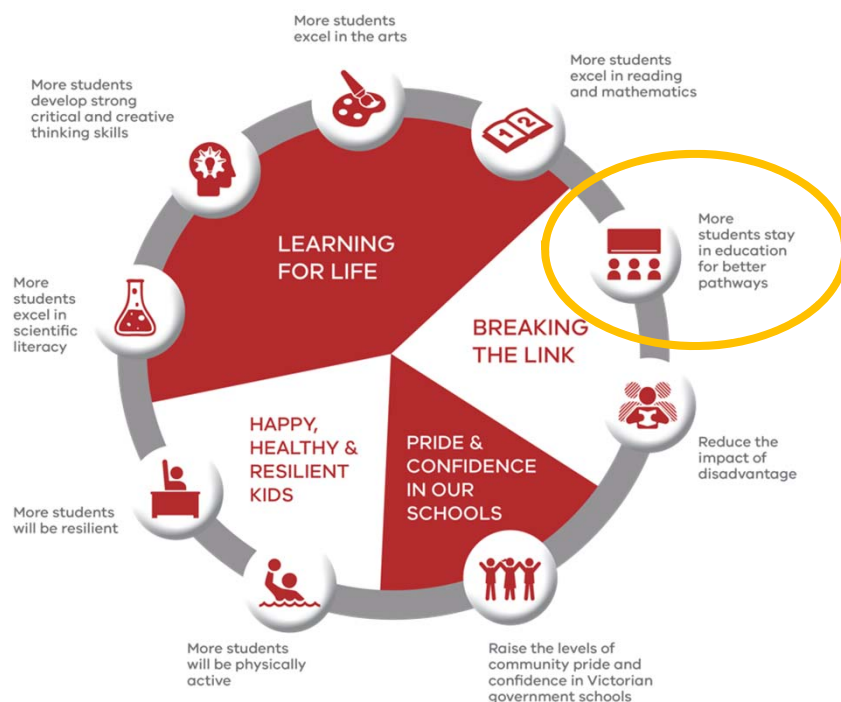 More students
excel in the arts
More students
excel in reading
and mathematics
More students
develop strong
critical and creative
thinking skills
1 2
LEARNING
FOR LIFE
More
students stay
in education
for better
pathways
More
students
excel in
scientific
literacy
BREAKING
THE LINK
HAPPY,
HEALTHY &
RESILIENT
KIDS
PRIDE &
CONFIDENCE
IN OUR
SCHOOLS
Reduce the
impact of
disadvantage
More students
will be resilient
More students
will be physically
active
Raise the levels of
community pride and
confidence in Victorian
government schools